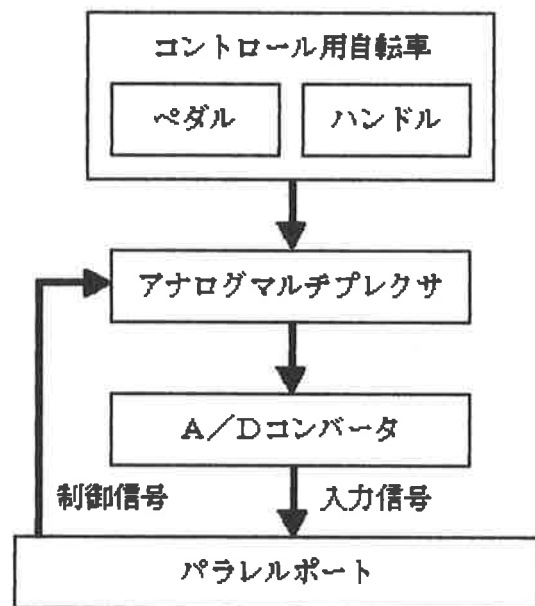 コントロール用自転車
ペダル
ハンドル
アナログマルチプレクサ
A／Dコンバータ
制御信号
入力信号
パラレルポート